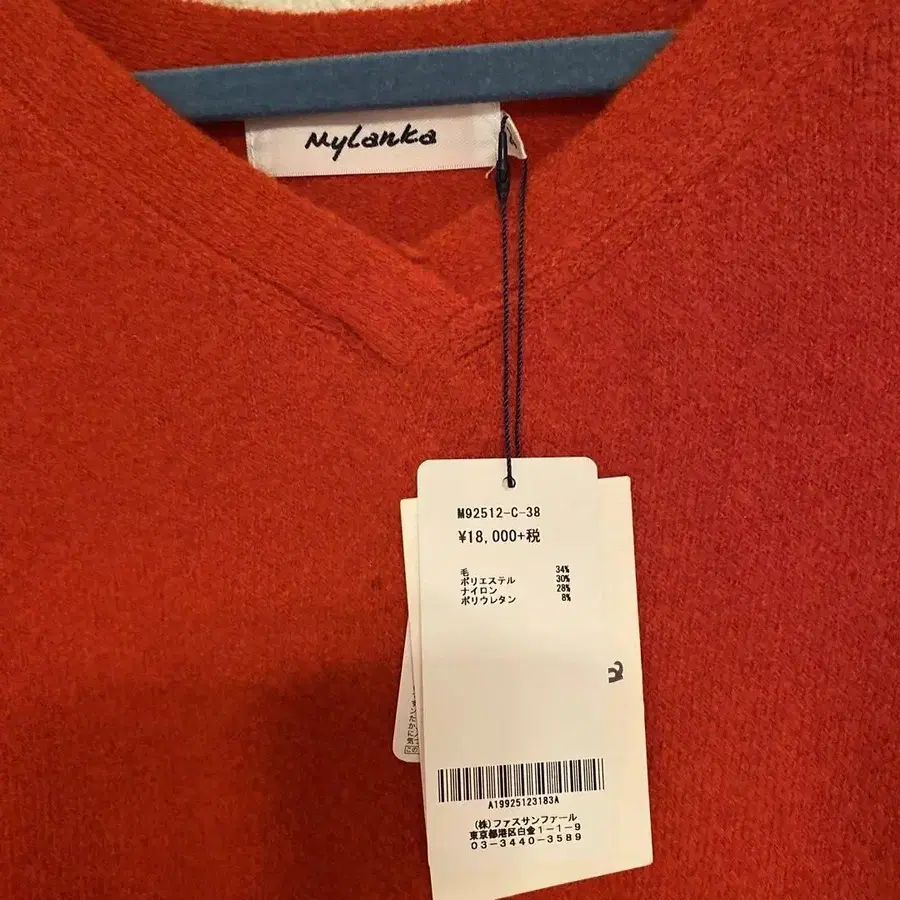 Mylanka
M92512-C-38
¥18,000+税
毛 34%
ポリエステル 30%
ナイロン 28%
ポリウレタン 8%
A19925123183A
(株)ファスサンファール
東京都港区白金1-1-9
03-3440-3589